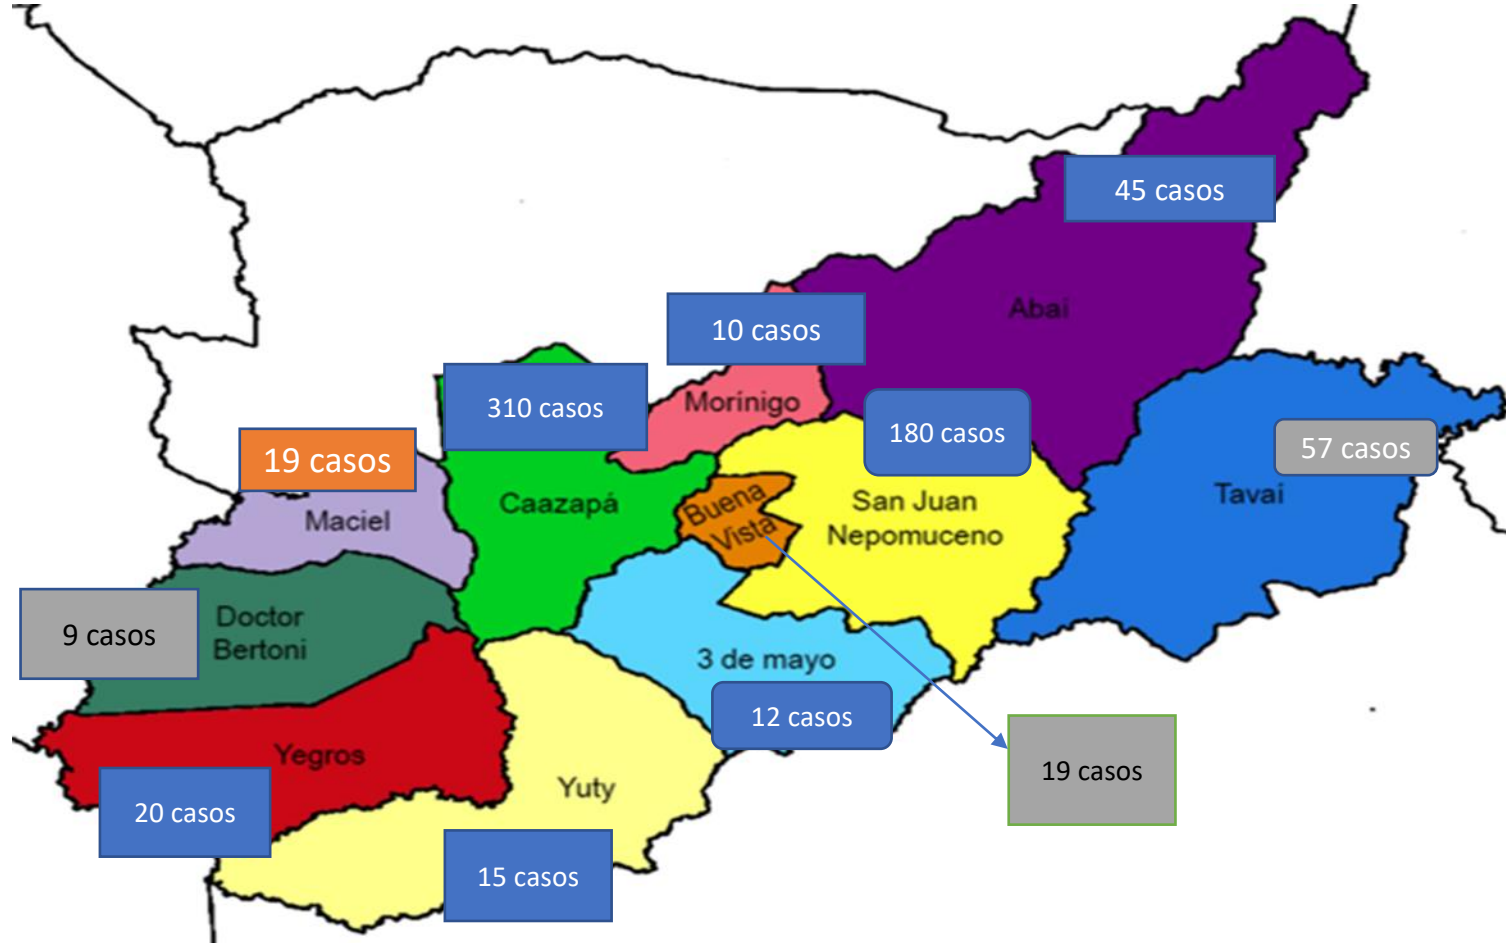 45 casos
Abai
10 casos
Morínigo
310 casos
180 casos
57 casos
19 casos
Tavai
Caazapá
Buena
Vista
San Juan
Nepomuceno
Maciel
Doctor
Bertoni
9 casos
3 de mayo
12 casos
19 casos
Yegros
20 casos
Yuty
15 casos